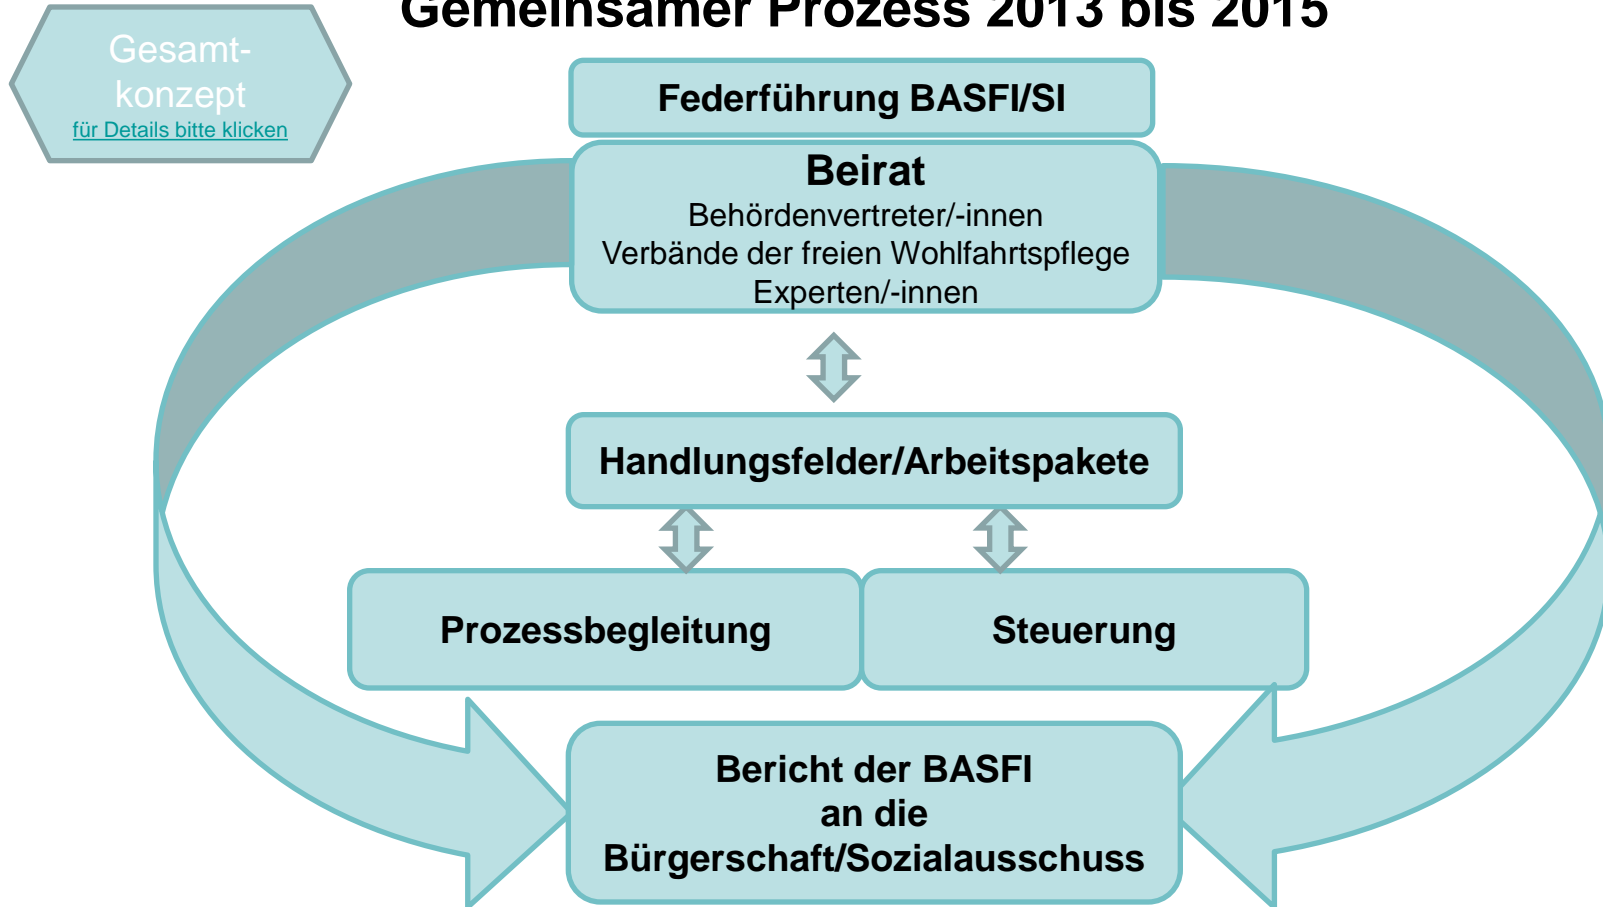 Gemeinsamer Prozess 2013 bis 2015
Gesamt-
konzept
für Details bitte klicken
Federführung BASFI/SI
Beirat
Behördenvertreter/-innen
Verbände der freien Wohlfahrtspflege
Experten/-innen
Handlungsfelder/Arbeitspakete
Prozessbegleitung
Steuerung
Bericht der BASFI
an die
Bürgerschaft/Sozialausschuss